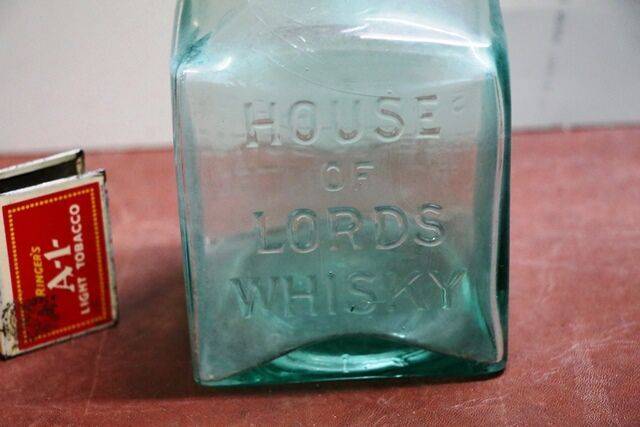 HOUSE
OF
LORDS
WHiSKY
RINGER'S
A-1-
LIGHT TOBACCO